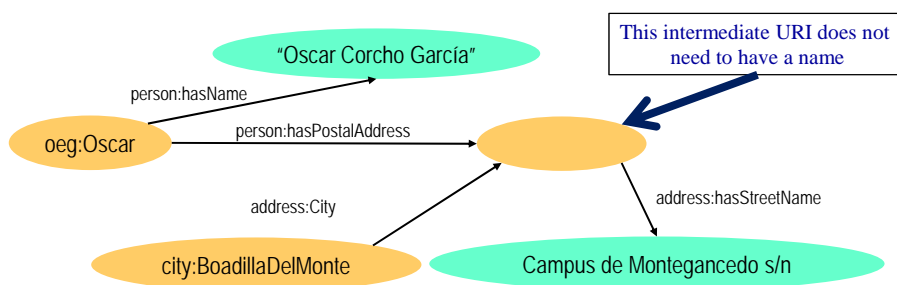 This intermediate URI does not
need to have a name
“Oscar Corcho García”
person:hasName
oeg:Oscar
person:hasPostalAddress
address:City
address:hasStreetName
city:BoadillaDelMonte
Campus de Montegancedo s/n